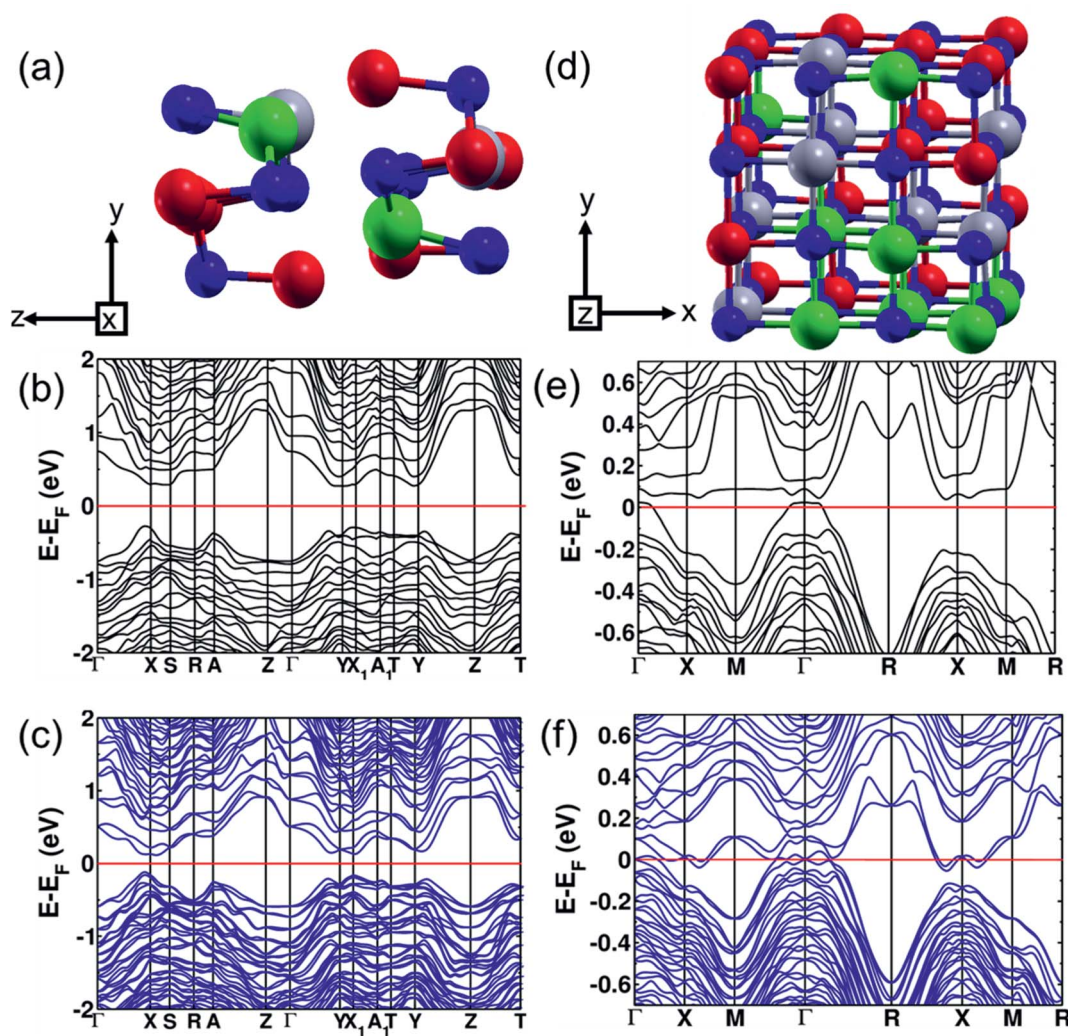 (a)
y
z x
(d)
y
z x
(b)
E-E_F (eV)
2
1
0
-1
-2
Γ X S R A Z Γ Y X_1 A_1 T Y Z T
(e)
E-E_F (eV)
0.6
0.4
0.2
0
-0.2
-0.4
-0.6
Γ X M Γ R X M R
(c)
E-E_F (eV)
2
1
0
-1
-2
Γ X S R A Z Γ Y X_1 A_1 T Y Z T
(f)
E-E_F (eV)
0.6
0.4
0.2
0
-0.2
-0.4
-0.6
Γ X M Γ R X M R